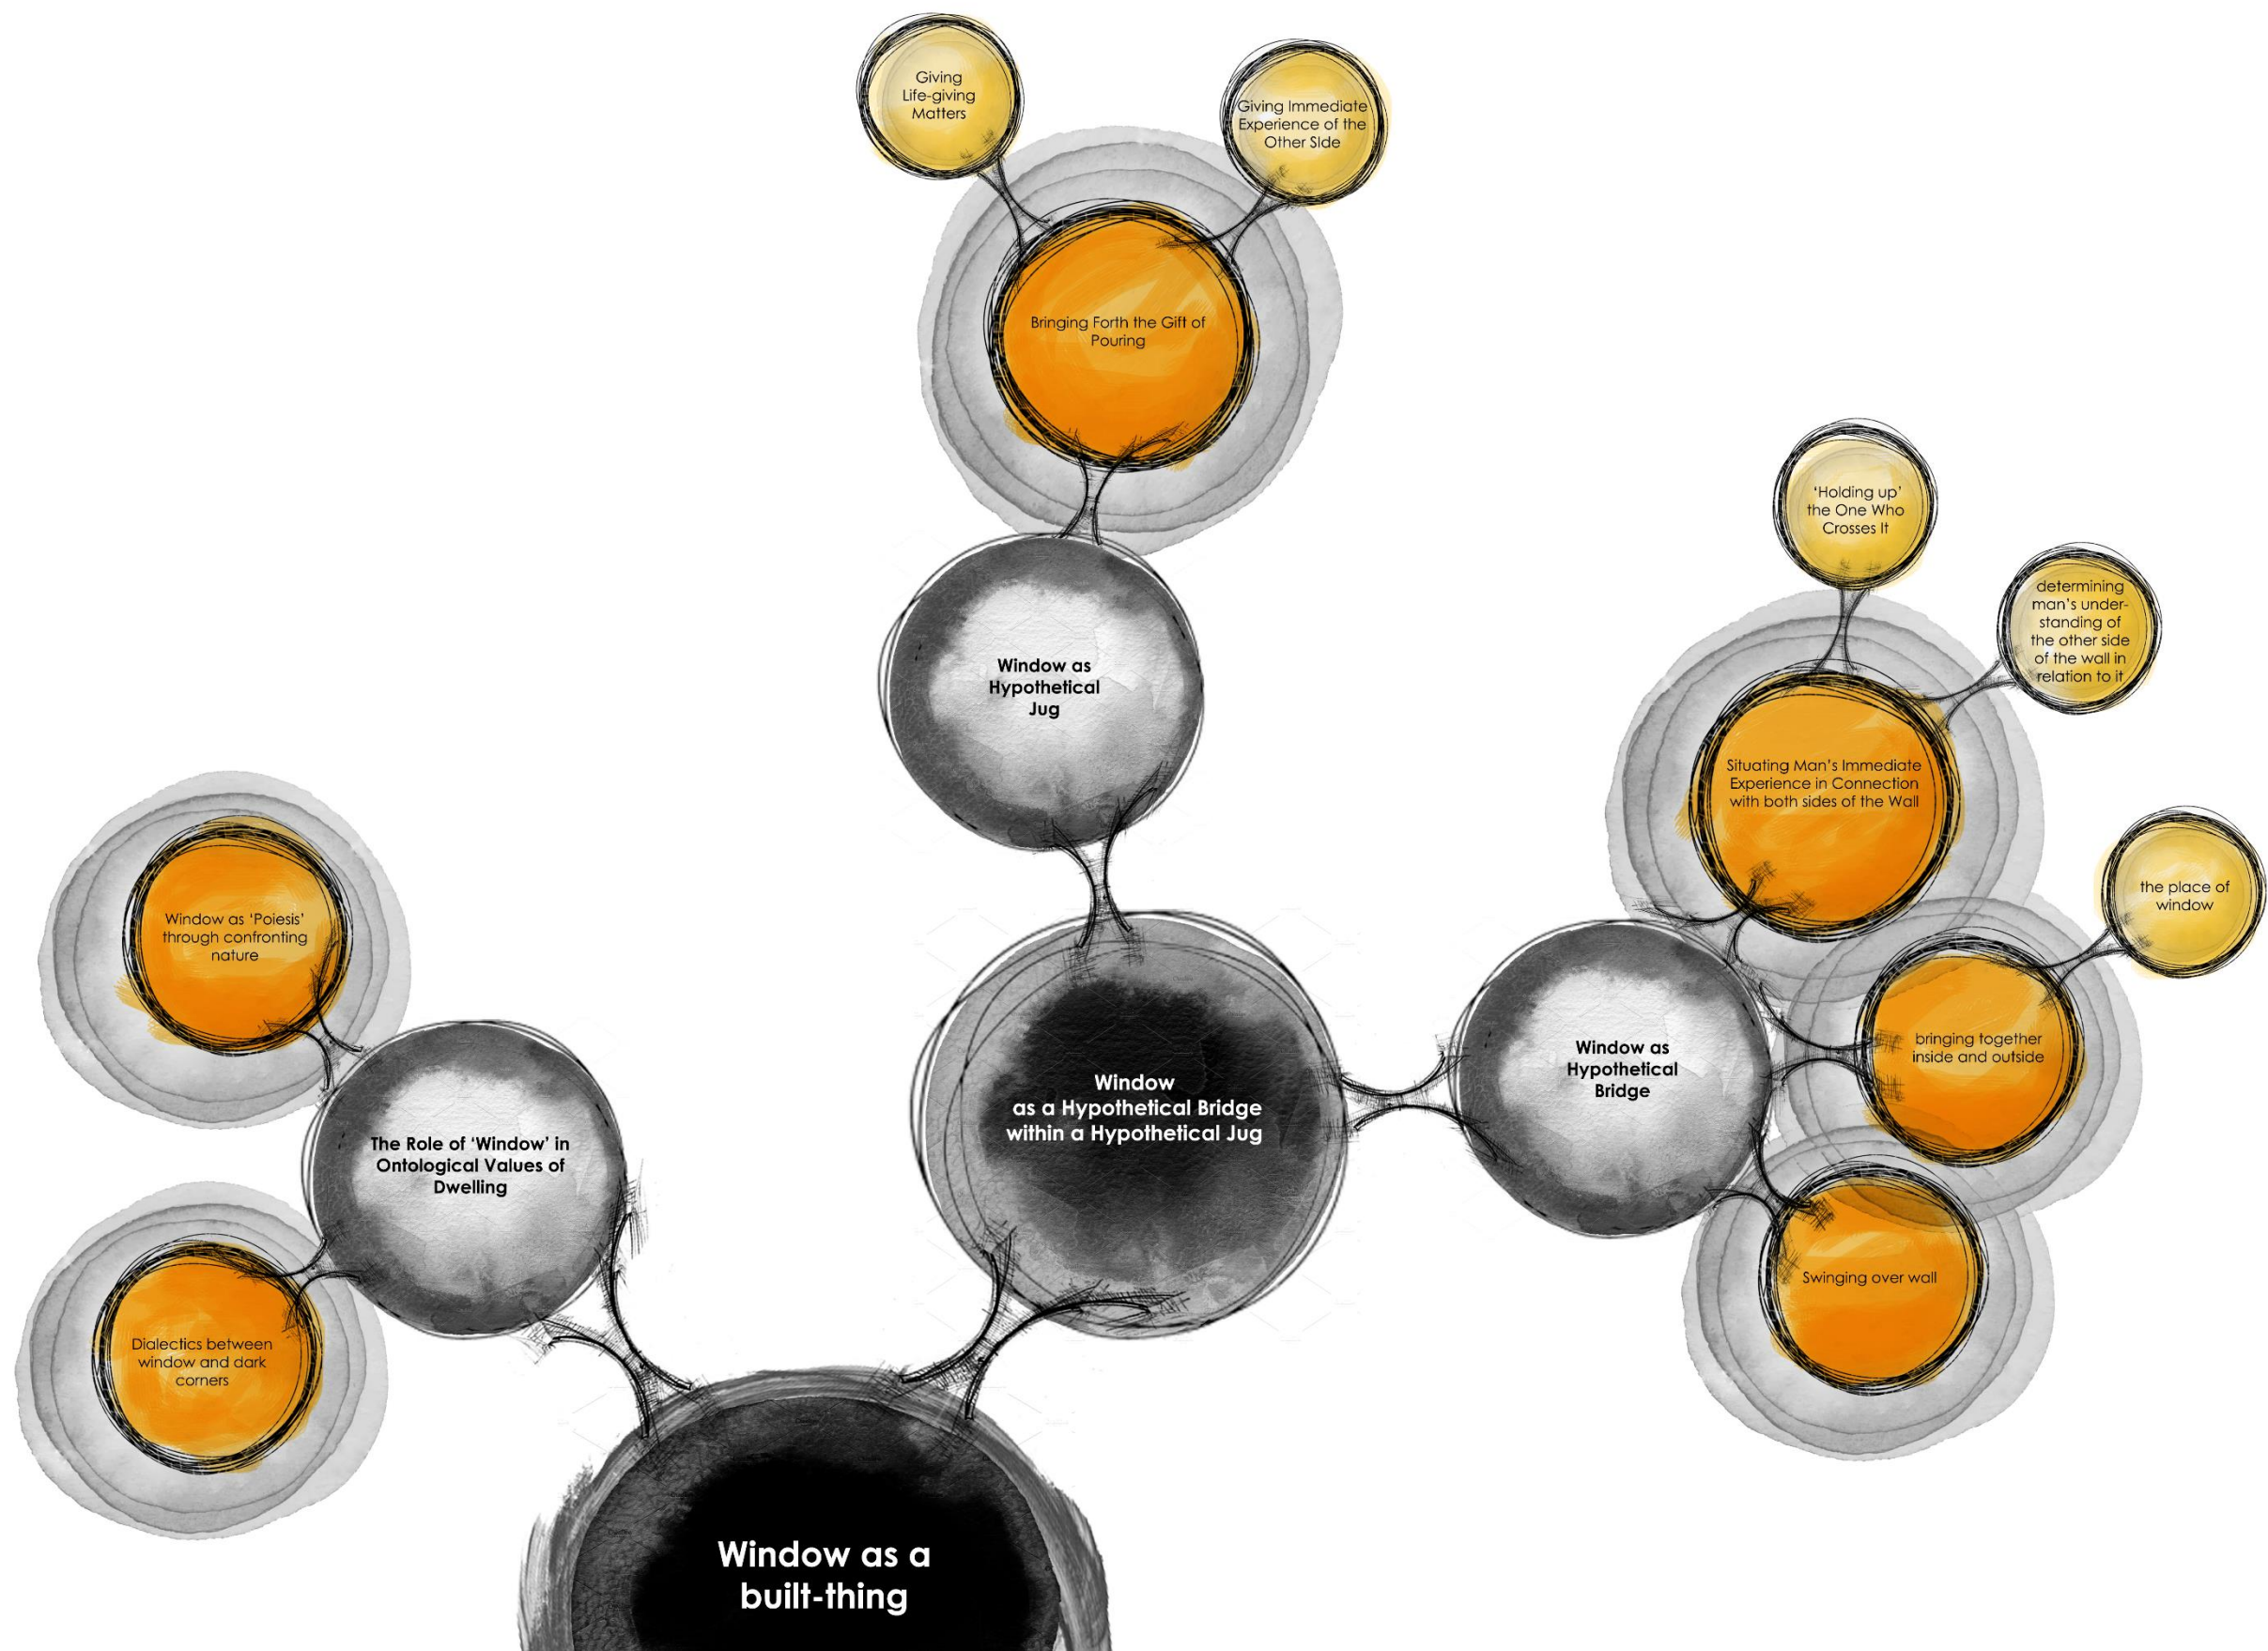 Giving
Life-giving
Matters
Giving Immediate
Experience of the
Other SIde
Bringing Forth the Gift of
Pouring
Window as
Hypothetical
Jug
'Holding up'
the One Who
Crosses It
determining
man's under-
standing of
the other side
of the wall in
relation to it
Situating Man's Immediate
Experience in Connection
with both sides of the Wall
the place of
window
bringing together
inside and outside
Window as
Hypothetical
Bridge
Swinging over wall
Window
as a Hypothetical Bridge
within a Hypothetical Jug
Window as 'Poiesis'
through confronting
nature
The Role of 'Window' in
Ontological Values of
Dwelling
Dialectics between
window and dark
corners
Window as a
built-thing